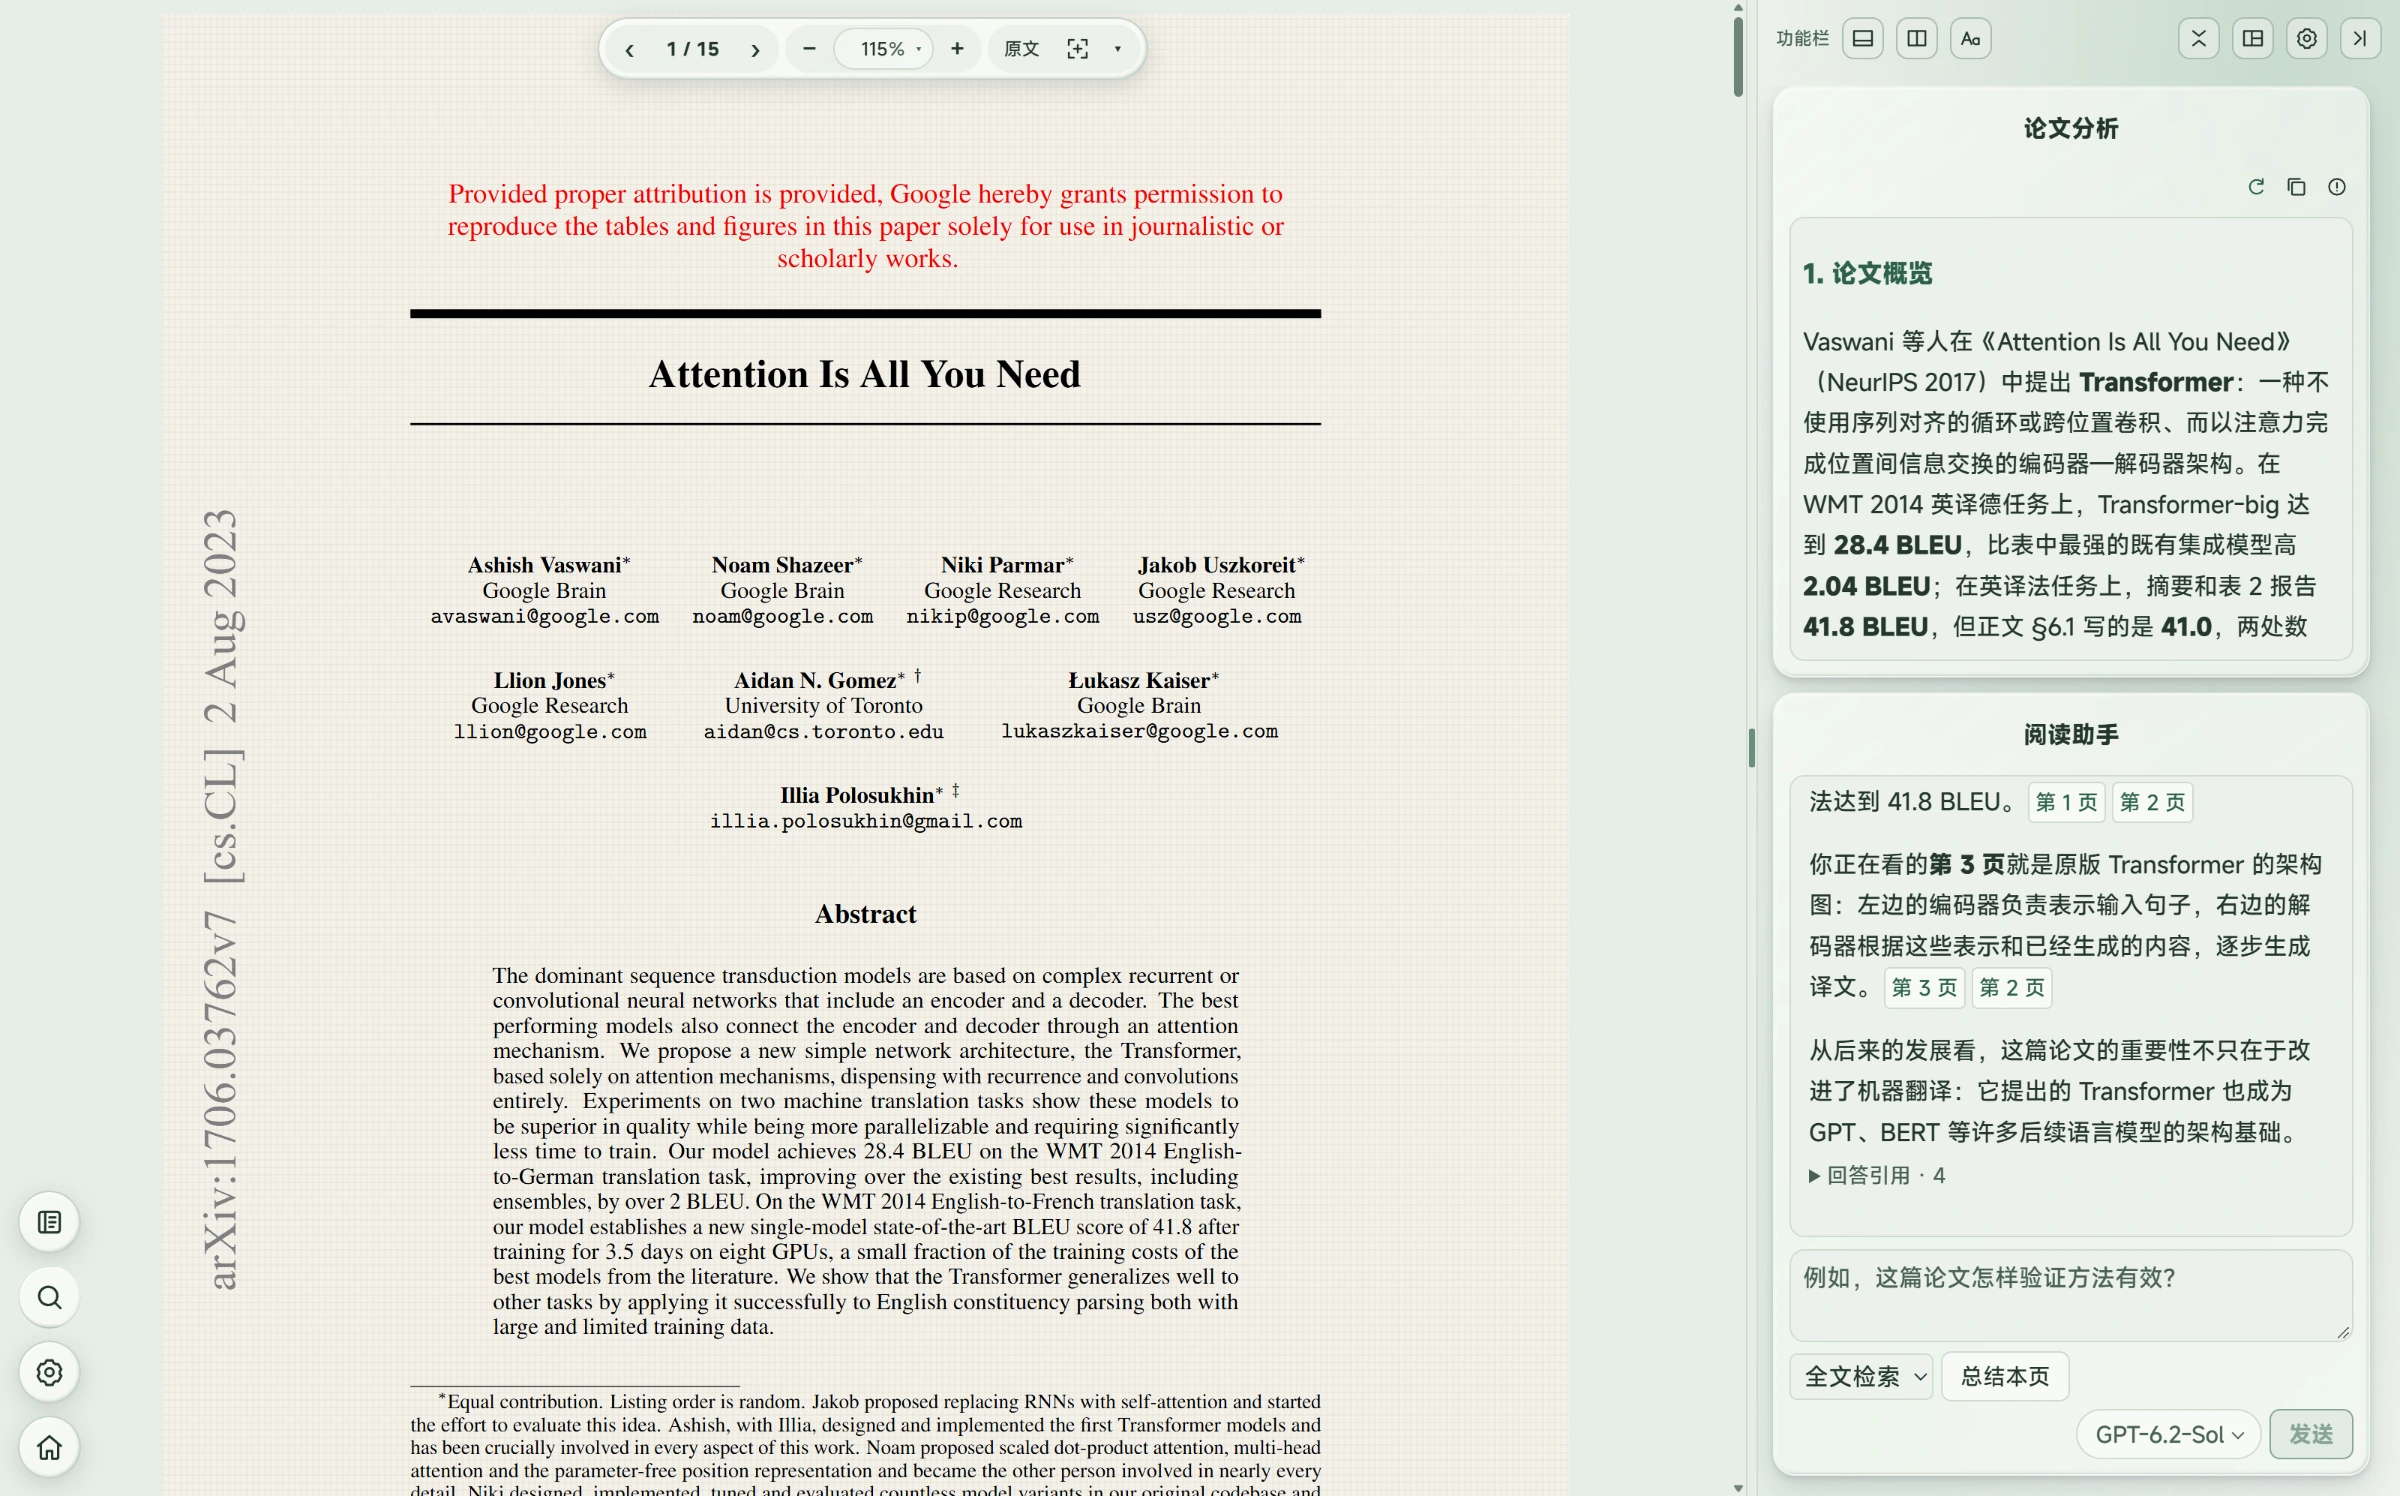 ‹ 1 / 15 › − 115% + 原文
Provided proper attribution is provided, Google hereby grants permission to
reproduce the tables and figures in this paper solely for use in journalistic or
scholarly works.
Attention Is All You Need
Ashish Vaswani*
Google Brain
avaswani@google.com
Noam Shazeer*
Google Brain
noam@google.com
Niki Parmar*
Google Research
nikip@google.com
Jakob Uszkoreit*
Google Research
usz@google.com
Llion Jones*
Google Research
llion@google.com
Aidan N. Gomez* †
University of Toronto
aidan@cs.toronto.edu
Łukasz Kaiser*
Google Brain
lukaszkaiser@google.com
Illia Polosukhin* ‡
illia.polosukhin@gmail.com
arXiv:1706.03762v7 [cs.CL] 2 Aug 2023
Abstract
The dominant sequence transduction models are based on complex recurrent or
convolutional neural networks that include an encoder and a decoder. The best
performing models also connect the encoder and decoder through an attention
mechanism. We propose a new simple network architecture, the Transformer,
based solely on attention mechanisms, dispensing with recurrence and convolutions
entirely. Experiments on two machine translation tasks show these models to
be superior in quality while being more parallelizable and requiring significantly
less time to train. Our model achieves 28.4 BLEU on the WMT 2014 English-
to-German translation task, improving over the existing best results, including
ensembles, by over 2 BLEU. On the WMT 2014 English-to-French translation task,
our model establishes a new single-model state-of-the-art BLEU score of 41.8 after
training for 3.5 days on eight GPUs, a small fraction of the training costs of the
best models from the literature. We show that the Transformer generalizes well to
other tasks by applying it successfully to English constituency parsing both with
large and limited training data.
*Equal contribution. Listing order is random. Jakob proposed replacing RNNs with self-attention and started
the effort to evaluate this idea. Ashish, with Illia, designed and implemented the first Transformer models and
has been crucially involved in every aspect of this work. Noam proposed scaled dot-product attention, multi-head
attention and the parameter-free position representation and became the other person involved in nearly every
detail. Niki designed, implemented, tuned and evaluated countless model variants in our original codebase and
功能栏 Aa
论文分析
1. 论文概览
Vaswani 等人在《Attention Is All You Need》
（NeurIPS 2017）中提出 Transformer：一种不
使用序列对齐的循环或跨位置卷积、而以注意力完
成位置间信息交换的编码器—解码器架构。在
WMT 2014 英译德任务上，Transformer-big 达
到 28.4 BLEU，比表中最强的既有集成模型高
2.04 BLEU；在英译法任务上，摘要和表 2 报告
41.8 BLEU，但正文 §6.1 写的是 41.0，两处数
阅读助手
法达到 41.8 BLEU。 第 1 页 第 2 页
你正在看的第 3 页就是原版 Transformer 的架构
图：左边的编码器负责表示输入句子，右边的解
码器根据这些表示和已经生成的内容，逐步生成
译文。 第 3 页 第 2 页
从后来的发展看，这篇论文的重要性不只在于改
进了机器翻译：它提出的 Transformer 也成为
GPT、BERT 等许多后续语言模型的架构基础。
▶ 回答引用 · 4
例如，这篇论文怎样验证方法有效？
全文检索 总结本页
GPT-6.2-Sol 发送